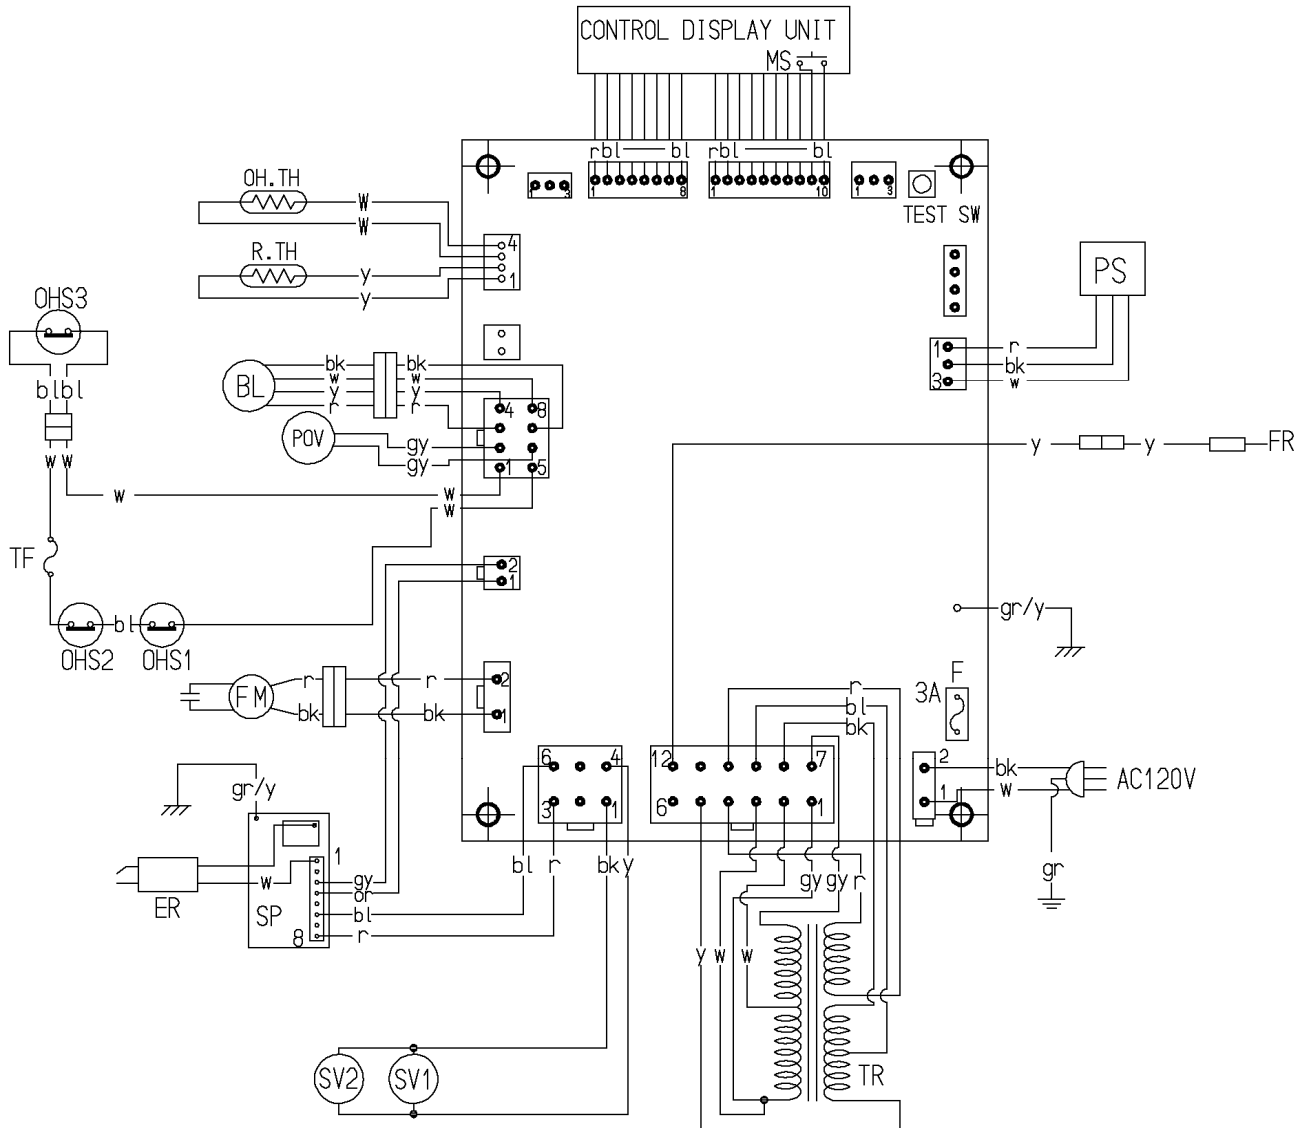 CONTROL DISPLAY UNIT
MS
r bl bl r bl bl
1 3 1 8 1 10 1 3
TEST SW
OH.TH
W
W
4
R.TH
y
1
y
PS
OHS3
1 r
bk
3 w
bk bk
BL w w
y y
r r
bl bl
4 8
POV gy
gy
1 5
y y FR
W W
W
W
W
TF
2
1
gr/y
bl
OHS2 OHS1
FM
r r 2
bk bk 1
F
3A
r
bl
bk
6 4
3 1
12 7
6 1
2
1
bk
W
AC120V
gr/y
gr
bl r bk y
gy gy r
1
W
gy
or
bl
r
ER
SP
8
y W W
SV2 SV1
TR